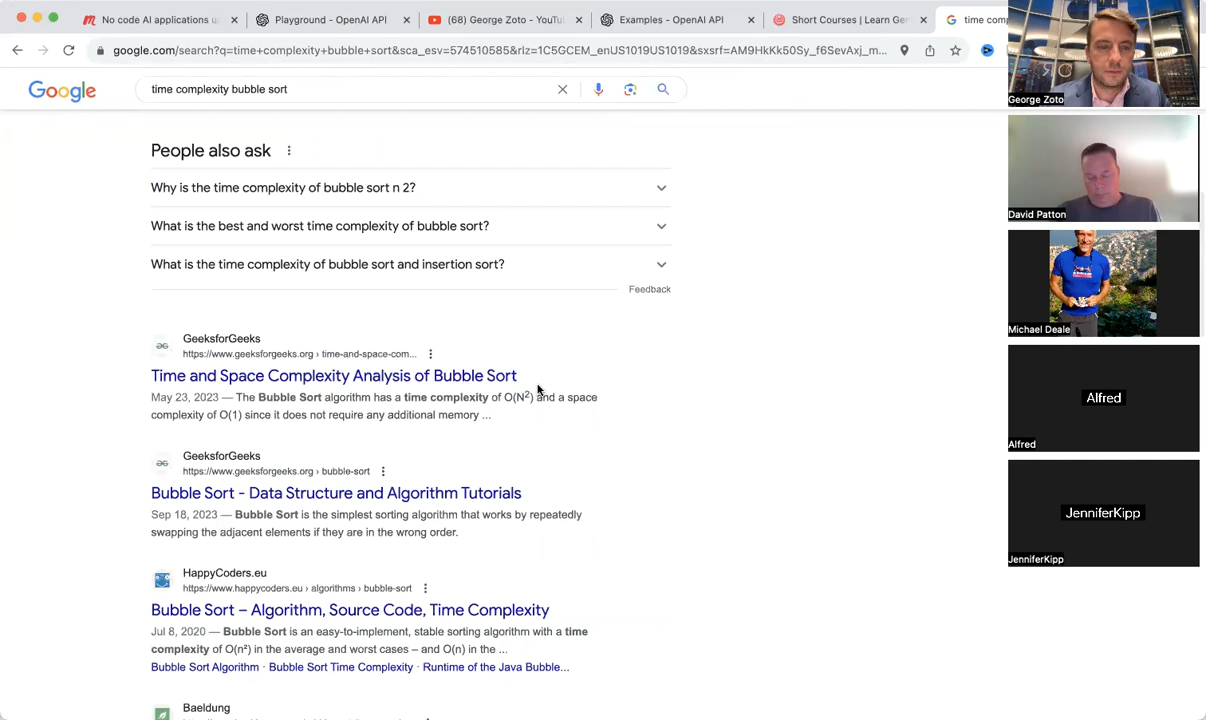 No code AI applications u
Playground - OpenAI API
(68) George Zoto - YouTu
Examples - OpenAI API
Short Courses | Learn Ge
time comp
google.com/search?q=time+complexity+bubble+sort&sca_esv=574510585&rlz=1C5GCEM_enUS1019US1019&sxsrf=AM9HkKk50Sy_f6SevAxj_m...
Google
time complexity bubble sort
People also ask
Why is the time complexity of bubble sort n 2?
What is the best and worst time complexity of bubble sort?
What is the time complexity of bubble sort and insertion sort?
Feedback
GeeksforGeeks
https://www.geeksforgeeks.org › time-and-space-com...
Time and Space Complexity Analysis of Bubble Sort
May 23, 2023 — The Bubble Sort algorithm has a time complexity of O(N²) and a space
complexity of O(1) since it does not require any additional memory ...
GeeksforGeeks
https://www.geeksforgeeks.org › bubble-sort
Bubble Sort - Data Structure and Algorithm Tutorials
Sep 18, 2023 — Bubble Sort is the simplest sorting algorithm that works by repeatedly
swapping the adjacent elements if they are in the wrong order.
HappyCoders.eu
https://www.happycoders.eu › algorithms › bubble-sort
Bubble Sort – Algorithm, Source Code, Time Complexity
Jul 8, 2020 — Bubble Sort is an easy-to-implement, stable sorting algorithm with a time
complexity of O(n²) in the average and worst cases – and O(n) in the ...
Bubble Sort Algorithm · Bubble Sort Time Complexity · Runtime of the Java Bubble...
Baeldung
George Zoto
David Patton
Michael Deale
Alfred
Alfred
JenniferKipp
JenniferKipp